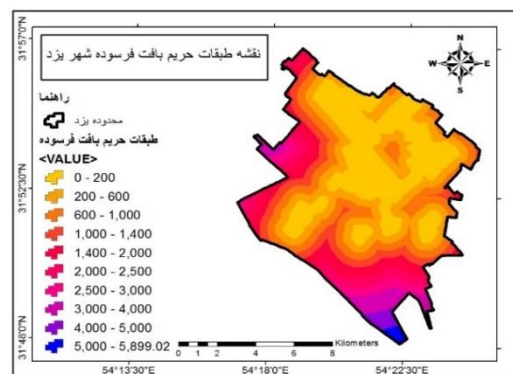 نقشه طبقات حریم بافت فرسوده شهر یزد
راهنما
محدوده یزد
طبقات حریم بافت فرسوده
<VALUE>
0 - 200
200 - 600
600 - 1,000
1,000 - 1,400
1,400 - 2,000
2,000 - 2,500
2,500 - 3,000
3,000 - 4,000
4,000 - 5,000
5,000 - 5,899.02
N
W E
S
Kilometers
0 1 2 4 6 8
31°57'0"N
31°52'30"N
31°48'0"N
54°13'30"E 54°18'0"E 54°22'30"E